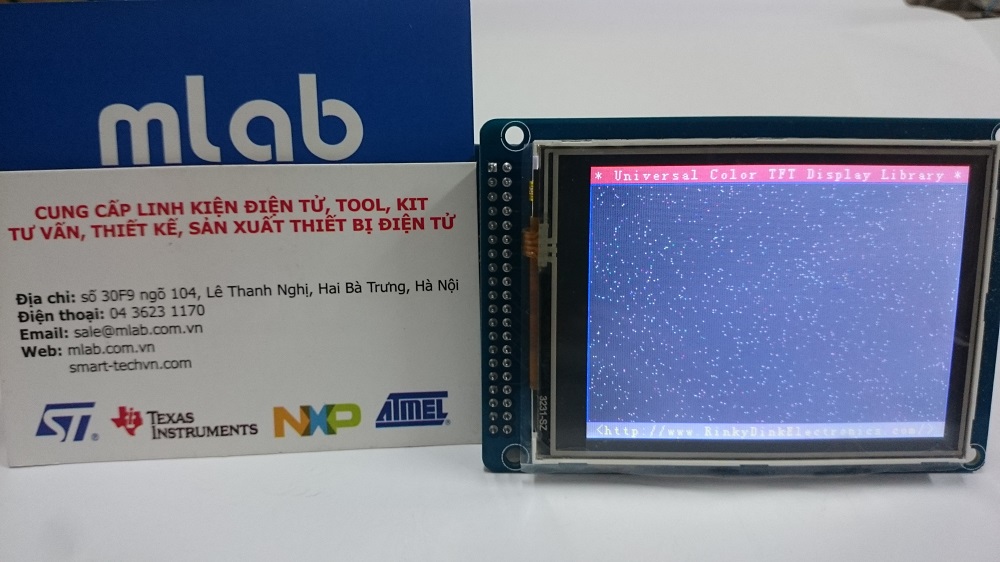 mlab
CUNG CẤP LINH KIỆN ĐIỆN TỬ, TOOL, KIT
TƯ VẤN, THIẾT KẾ, SẢN XUẤT THIẾT BỊ ĐIỆN TỬ
Địa chỉ: số 30F9 ngõ 104, Lê Thanh Nghị, Hai Bà Trưng, Hà Nội
Điện thoại: 04 3623 1170
Email: sale@mlab.com.vn
Web: mlab.com.vn
smart-techvn.com
ST
TEXAS
INSTRUMENTS
NXP
ATMEL
* Universal Color TFT Display Library *
<http://www.RinkyDinkElectronics.com/>
3231-SZ